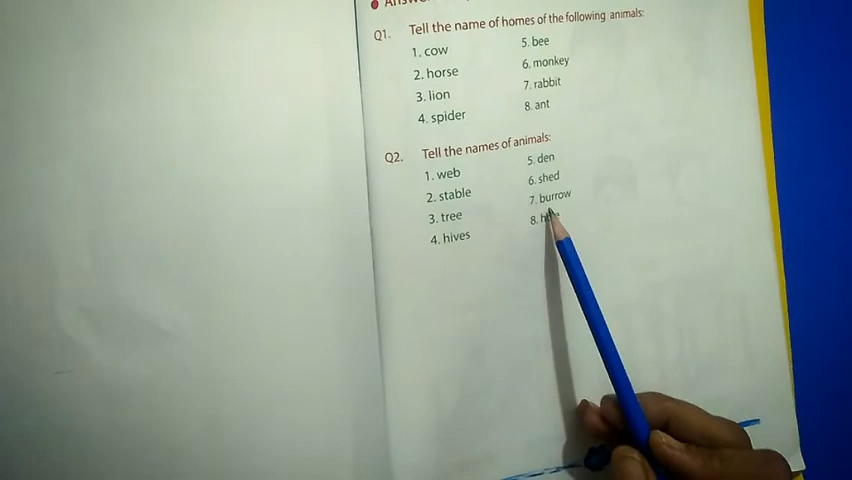 Q1. Tell the name of homes of the following animals:
1. cow
2. horse
3. lion
4. spider
5. bee
6. monkey
7. rabbit
8. ant
Q2. Tell the names of animals:
1. web
2. stable
3. tree
4. hives
5. den
6. shed
7. burrow
8.